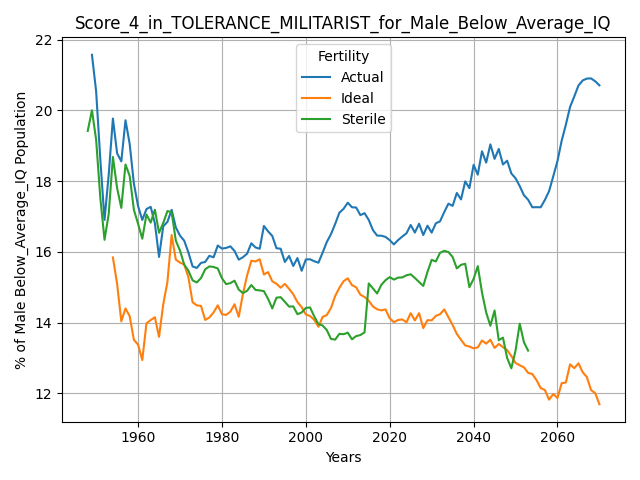 Score_4_in_TOLERANCE_MILITARIST_for_Male_Below_Average_IQ
Fertility
Actual
Ideal
Sterile
% of Male Below_Average_IQ Population
22
20
18
16
14
12
1960
1980
2000
2020
2040
2060
Years